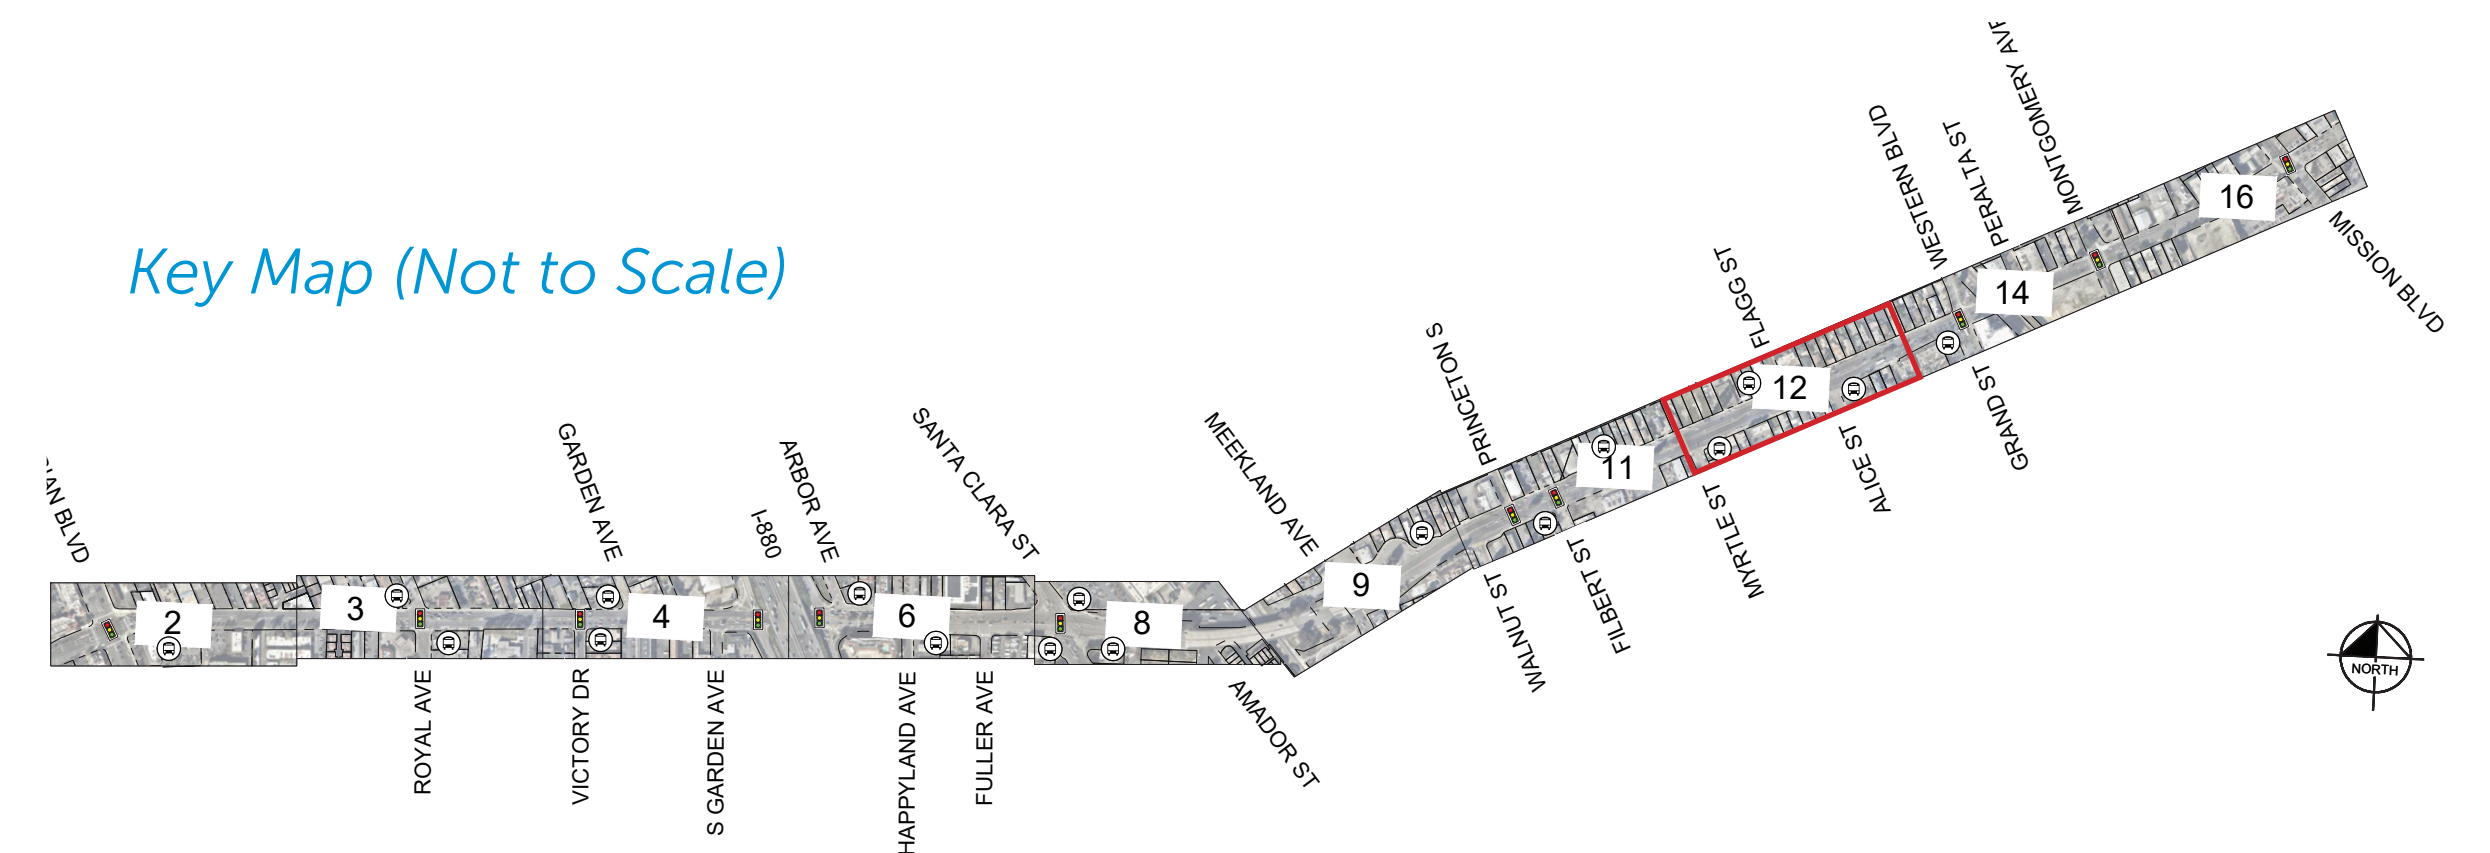 Key Map (Not to Scale)
BLVD
ROYAL AVE
VICTORY DR
GARDEN AVE
S GARDEN AVE
I-880
ARBOR AVE
HAPPYLAND AVE
FULLER AVE
SANTA CLARA ST
AMADOR ST
MEEKLAND AVE
PRINCETON S
WALNUT ST
FILBERT ST
MYRTLE ST
FLAGG ST
ALICE ST
WESTERN BLVD
GRAND ST
PERALTA ST
MONTGOMERY AVE
MISSION BLVD
2
3
4
6
8
9
11
12
14
16
NORTH